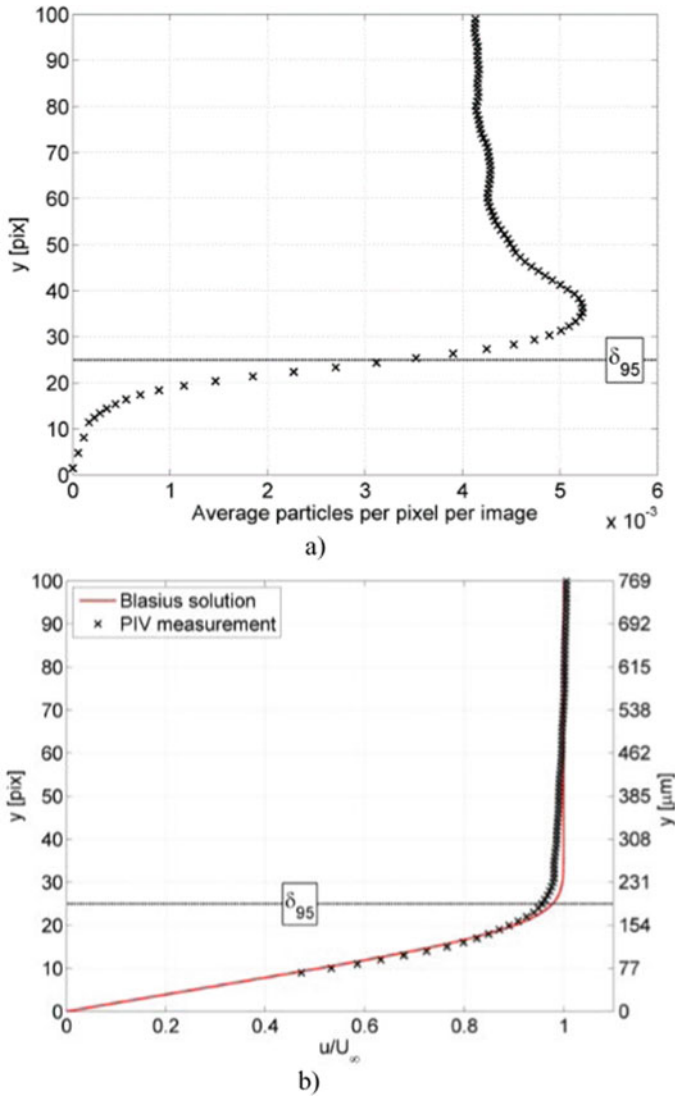 100
90
80
70
60
50
40
30
20
10
0
y [pix]
δ95
0 1 2 3 4 5 6
Average particles per pixel per image
x 10^-3
a)
Blasius solution
PIV measurement
100
90
80
70
60
50
40
30
20
10
0
y [pix]
δ95
769
692
615
538
462
385
308
231
154
77
0
y [μm]
0 0.2 0.4 0.6 0.8 1
u/U∞
b)